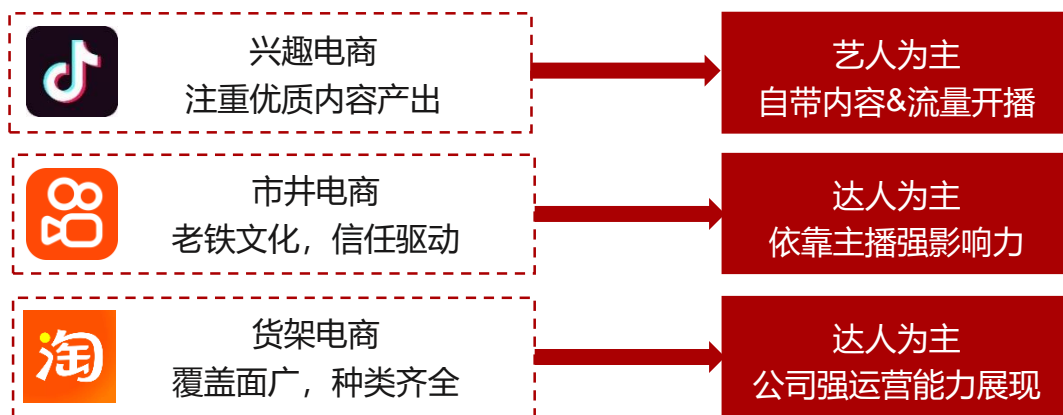 兴趣电商
注重优质内容产出
艺人为主
自带内容&流量开播
市井电商
老铁文化，信任驱动
达人为主
依靠主播强影响力
淘
货架电商
覆盖面广，种类齐全
达人为主
公司强运营能力展现